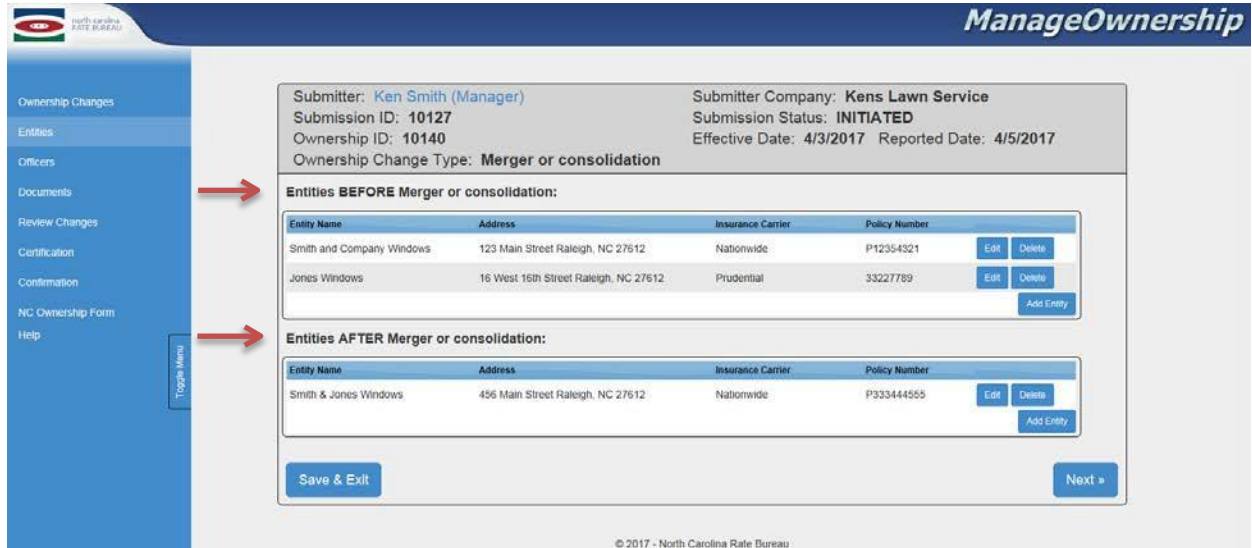 north carolina
RATE BUREAU
ManageOwnership
Ownership Changes
Entities
Officers
Documents
Review Changes
Certification
Confirmation
NC Ownership Form
Help
Toggle Menu
Submitter: Ken Smith (Manager) Submitter Company: Kens Lawn Service
Submission ID: 10127 Submission Status: INITIATED
Ownership ID: 10140 Effective Date: 4/3/2017 Reported Date: 4/5/2017
Ownership Change Type: Merger or consolidation
Entities BEFORE Merger or consolidation:
Entity Name Address Insurance Carrier Policy Number
Smith and Company Windows 123 Main Street Raleigh, NC 27612 Nationwide P12354321 Edit Delete
Jones Windows 16 West 16th Street Raleigh, NC 27612 Prudential 33227789 Edit Delete
Add Entity
Entities AFTER Merger or consolidation:
Entity Name Address Insurance Carrier Policy Number
Smith & Jones Windows 456 Main Street Raleigh, NC 27612 Nationwide P333444555 Edit Delete
Add Entity
Save & Exit Next »
© 2017 - North Carolina Rate Bureau